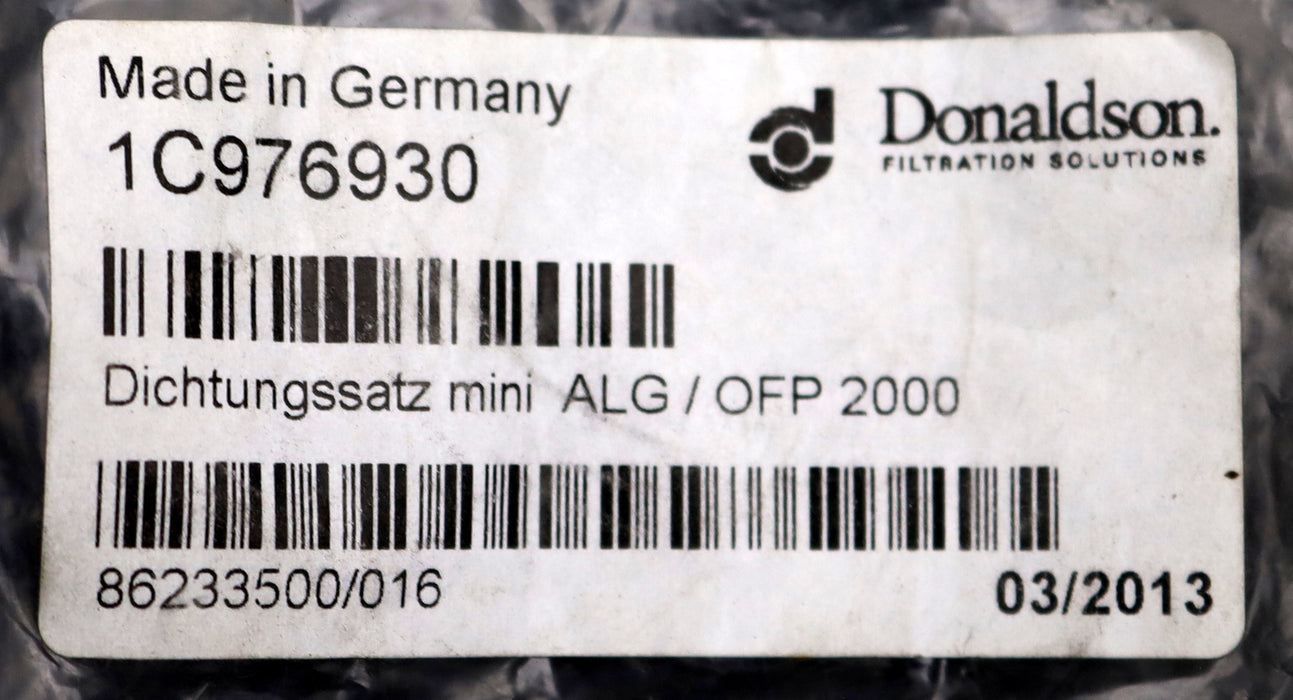 Made in Germany
1C976930
Donaldson.
FILTRATION SOLUTIONS
Dichtungssatz mini ALG / OFP 2000
86233500/016
03/2013